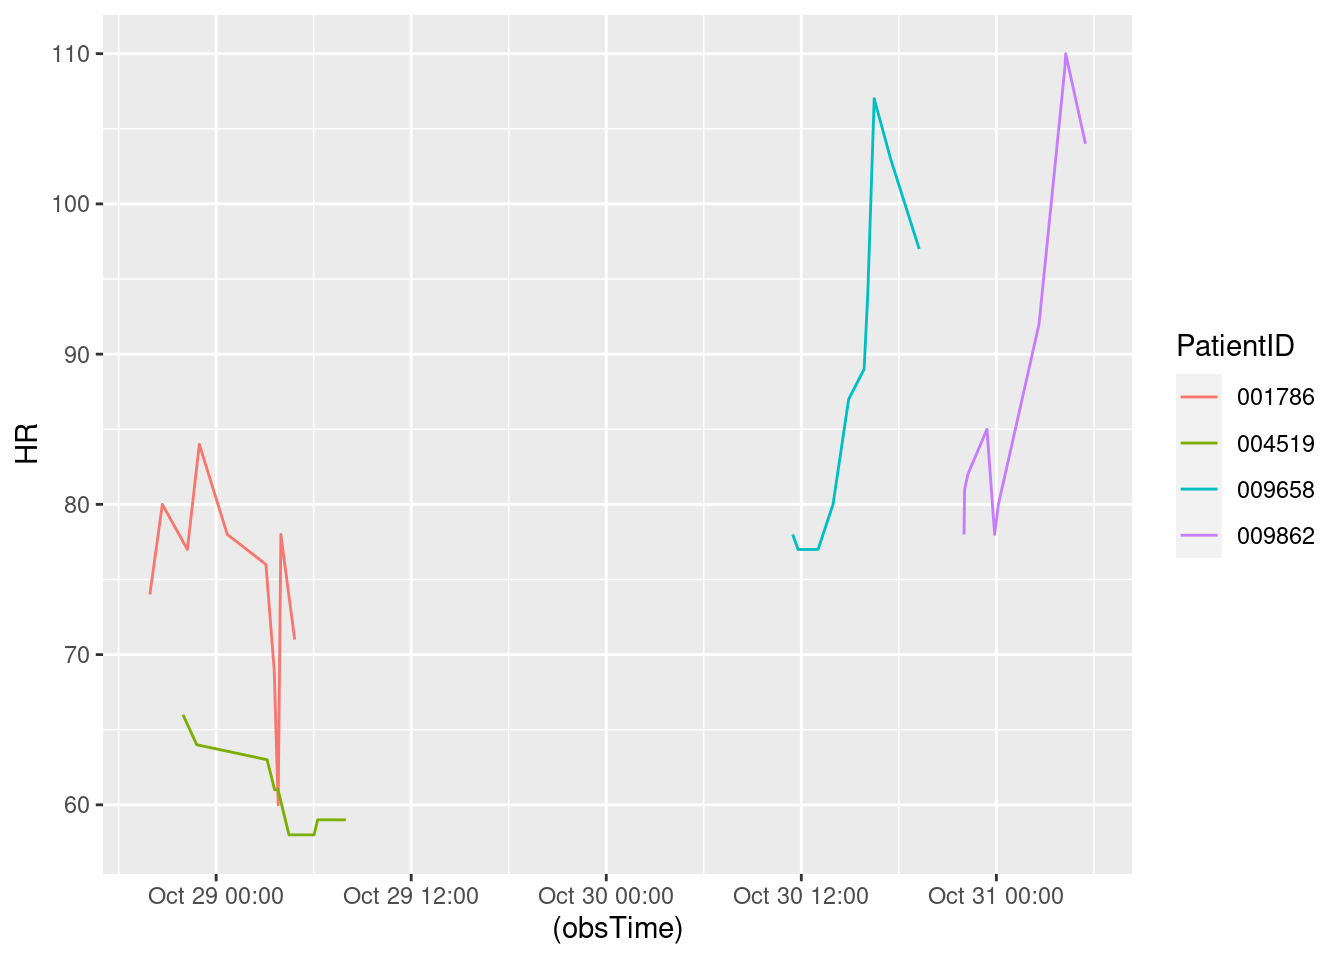 110
100
90
80
70
60
HR
Oct 29 00:00
Oct 29 12:00
Oct 30 00:00
Oct 30 12:00
Oct 31 00:00
(obsTime)
PatientID
001786
004519
009658
009862